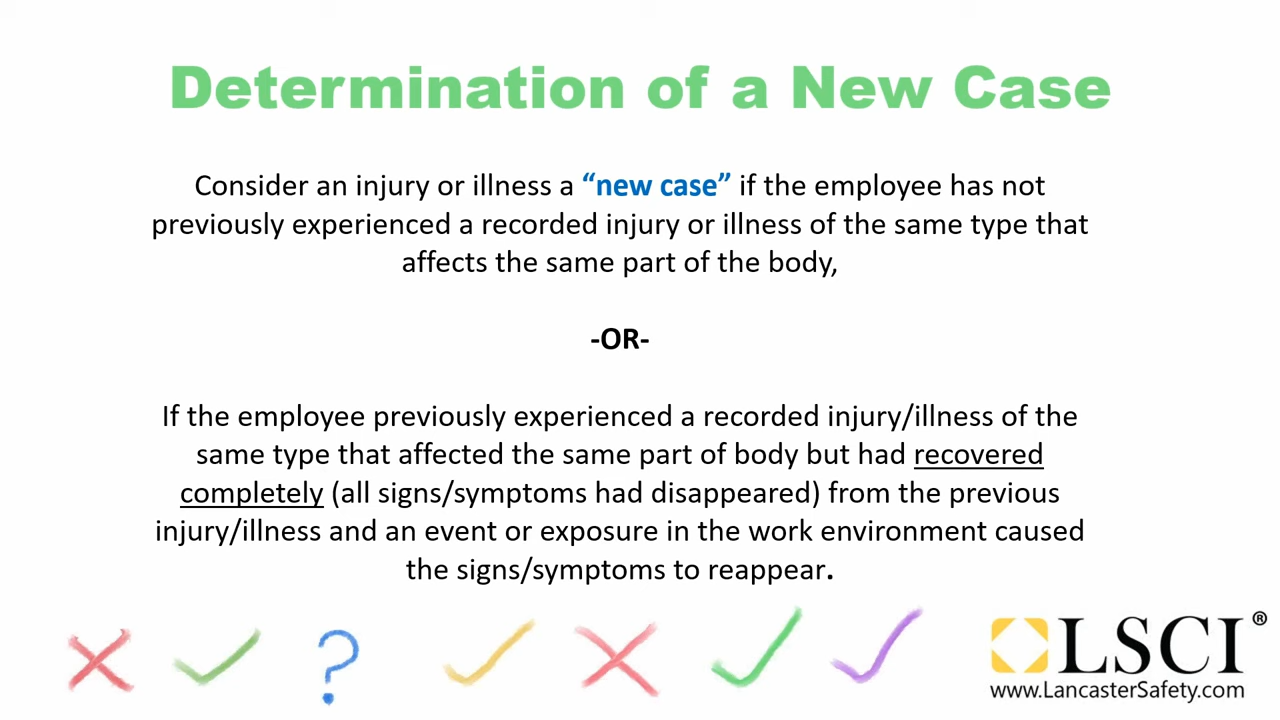 Determination of a New Case
Consider an injury or illness a “new case” if the employee has not
previously experienced a recorded injury or illness of the same type that
affects the same part of the body,
-OR-
If the employee previously experienced a recorded injury/illness of the
same type that affected the same part of body but had recovered
completely (all signs/symptoms had disappeared) from the previous
injury/illness and an event or exposure in the work environment caused
the signs/symptoms to reappear.
?
LSCI®
www.LancasterSafety.com